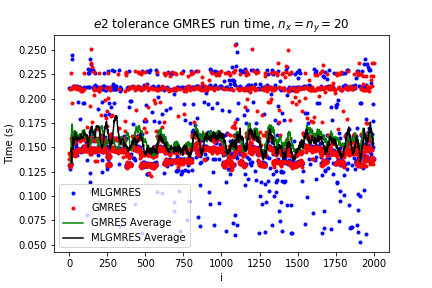 e2 tolerance GMRES run time, nₓ = nᵧ = 20
0.250
0.225
0.200
0.175
0.150
0.125
0.100
0.075
0.050
Time (s)
MLGMRES
GMRES
GMRES Average
MLGMRES Average
0 250 500 750 1000 1250 1500 1750 2000
i